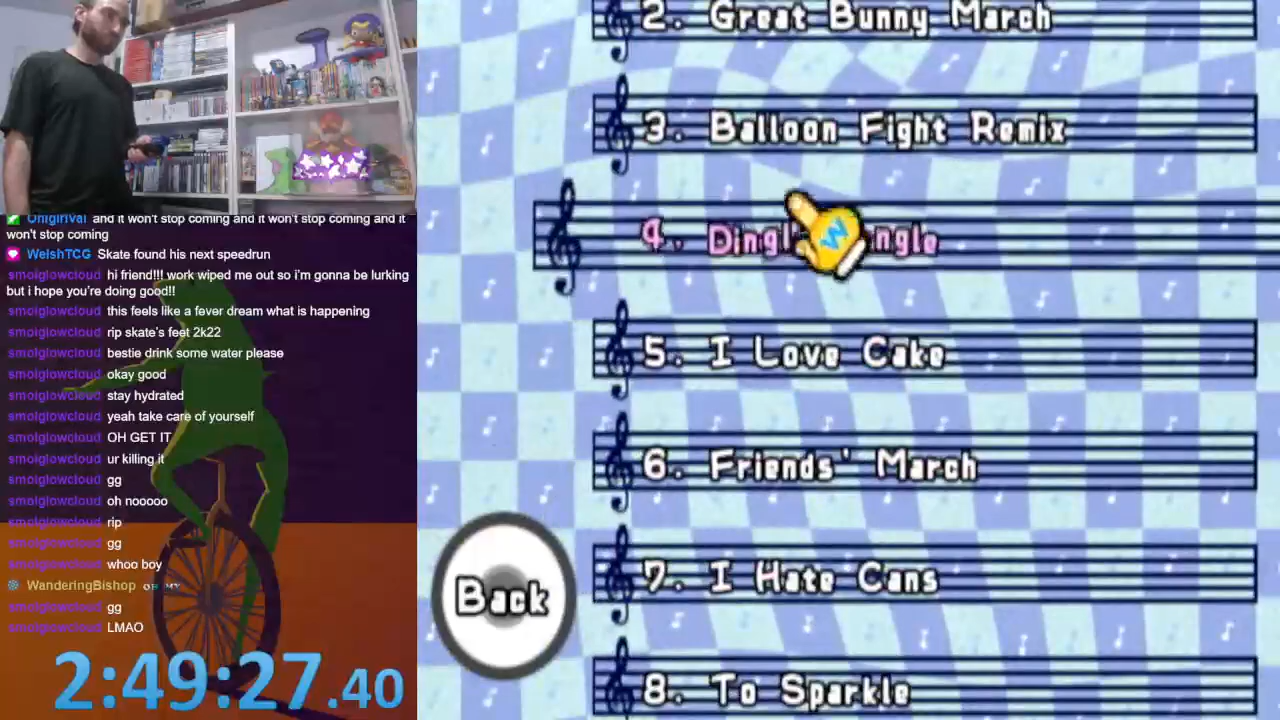 2. Great Bunny March
3. Balloon Fight Remix
4. Dingl ngle
5. I Love Cake
6. Friends' March
7. I Hate Cans
8. To Sparkle
Back
W
OnigiriVal and it won't stop coming and it won't stop coming and it
won't stop coming
WelshTCG Skate found his next speedrun
smolglowcloud hi friend!!! work wiped me out so i'm gonna be lurking
but i hope you're doing good!!
smolglowcloud this feels like a fever dream what is happening
smolglowcloud rip skate's feet 2k22
smolglowcloud bestie drink some water please
smolglowcloud okay good
smolglowcloud stay hydrated
smolglowcloud yeah take care of yourself
smolglowcloud OH GET IT
smolglowcloud ur killing it
smolglowcloud gg
smolglowcloud oh nooooo
smolglowcloud rip
smolglowcloud gg
smolglowcloud whoo boy
WanderingBishop OH MY
smolglowcloud gg
smolglowcloud LMAO
2:49:27.40